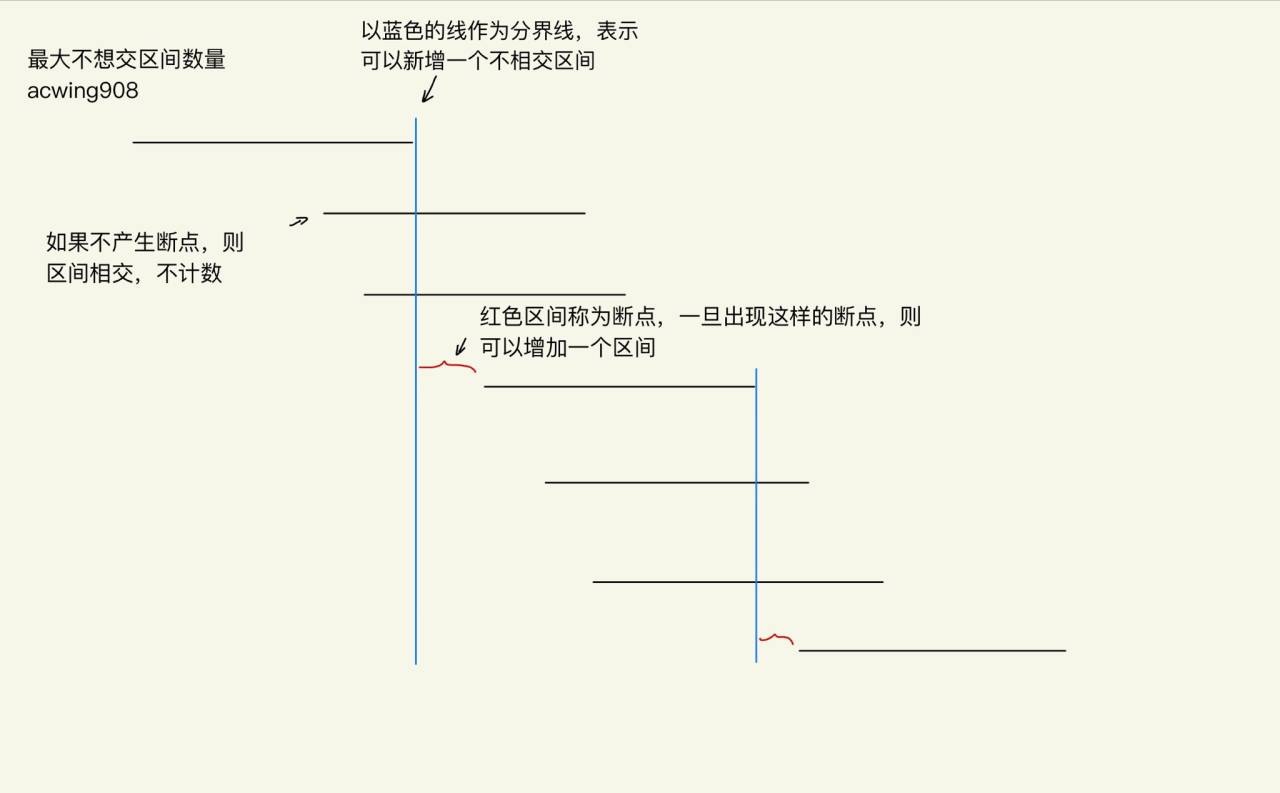 最大不想交区间数量
acwing908
以蓝色的线作为分界线，表示
可以新增一个不相交区间
如果不产生断点，则
区间相交，不计数
红色区间称为断点，一旦出现这样的断点，则
可以增加一个区间